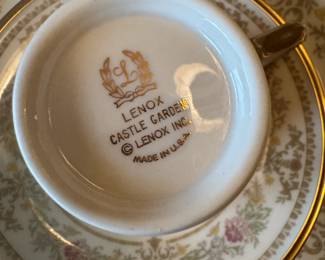 L
LENOX
CASTLE GARDEN
© LENOX INC.
MADE IN U.S.A.